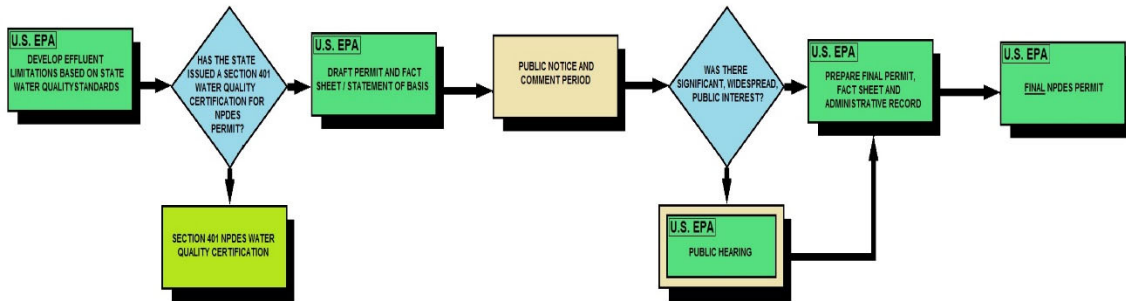 U.S. EPA
DEVELOP EFFLUENT
LIMITATIONS BASED ON STATE
WATER QUALITYSTANDARDS
HAS THE STATE
ISSUED A SECTION 401
WATER QUALITY
CERTIFICATION FOR
NPDES
PERMIT?
SECTION 401 NPDES WATER
QUALITY CERTIFICATION
U.S. EPA
DRAFT PERMIT AND FACT
SHEET / STATEMENT OF BASIS
PUBLIC NOTICE AND
COMMENT PERIOD
WAS THERE
SIGNIFICANT, WIDESPREAD,
PUBLIC INTEREST?
U.S. EPA
PUBLIC HEARING
U.S. EPA
PREPARE FINAL PERMIT,
FACT SHEET AND
ADMINISTRATIVE RECORD
U.S. EPA
FINAL NPDES PERMIT